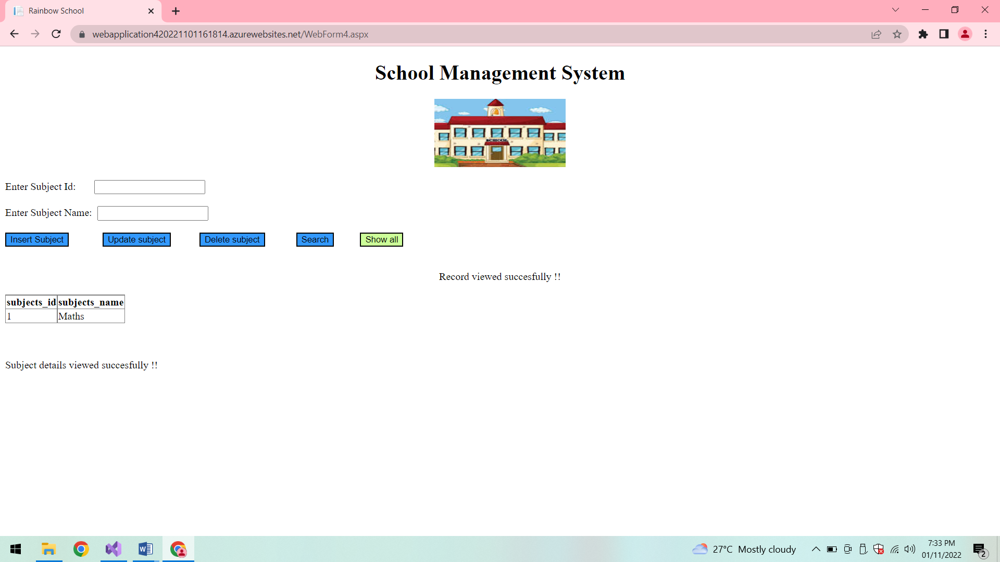 Rainbow School
webapplication420221101161814.azurewebsites.net/WebForm4.aspx
School Management System
SCHOOL
Enter Subject Id:
Enter Subject Name:
Insert Subject Update subject Delete subject Search Show all
Record viewed succesfully !!
subjects_id subjects_name
1 Maths
Subject details viewed succesfully !!
27°C Mostly cloudy
7:33 PM
01/11/2022
2